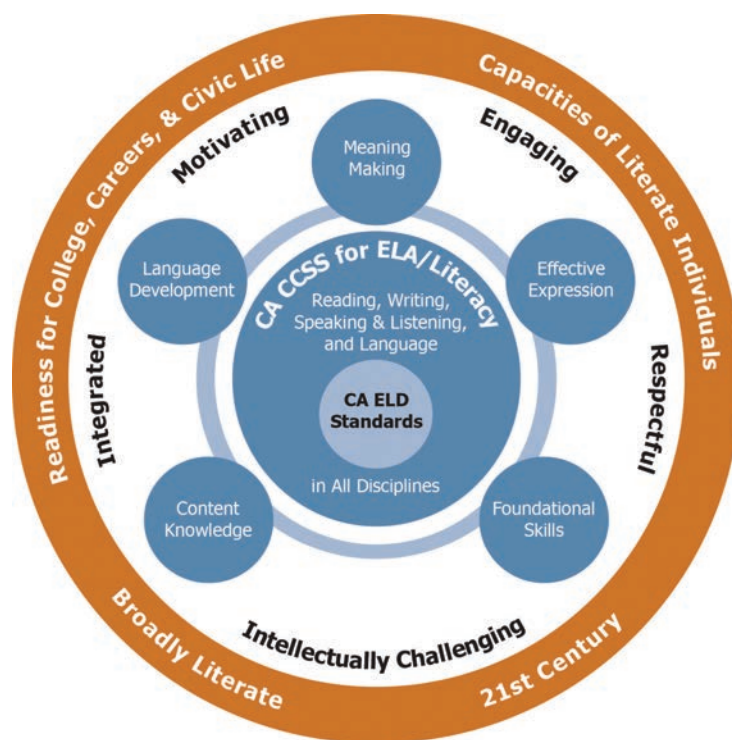 Readiness for College, Careers, & Civic Life
Capacities of Literate Individuals
Motivating
Engaging
Meaning
Making
Language
Development
Effective
Expression
CA CCSS for ELA/Literacy
Reading, Writing,
Speaking & Listening,
and Language
CA ELD
Standards
in All Disciplines
Integrated
Respectful
Content
Knowledge
Foundational
Skills
Intellectually Challenging
Broadly Literate
21st Century